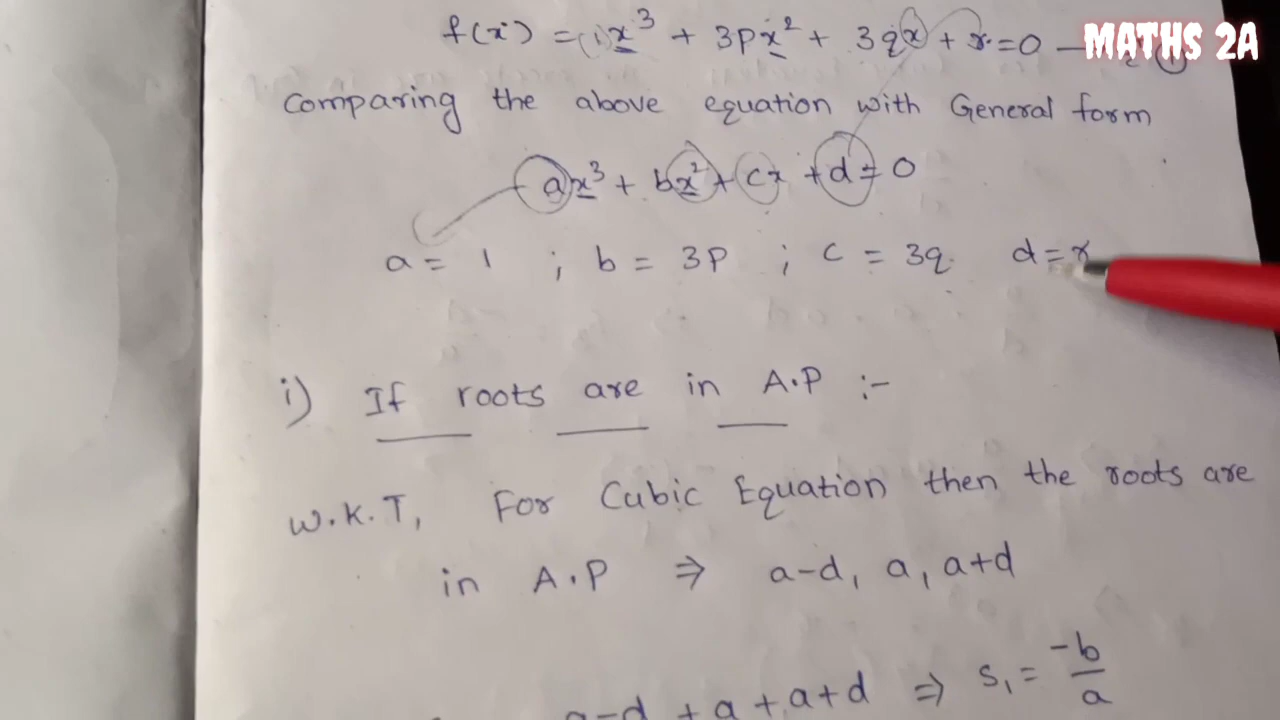 MATHS 2A
f(x) = (1)x³ + 3px² + 3qx + r = 0 — ①
Comparing the above equation with General form
ax³ + bx² + cx + d = 0
a = 1 ; b = 3p ; c = 3q d = r
i) If roots are in A.P :-
W.K.T, For Cubic Equation then the roots are
in A.P ⇒ a-d, a, a+d
a-d + a + a+d ⇒ S₁ = -b/a